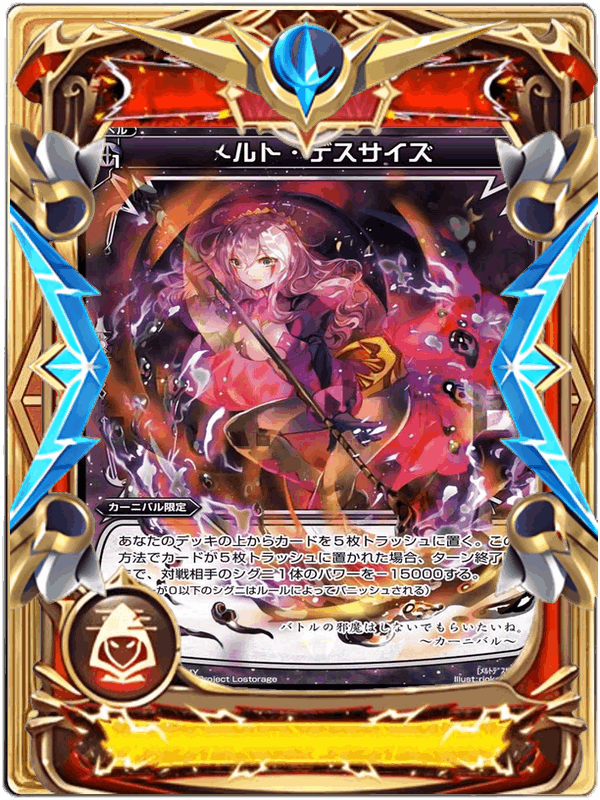 ベル
1
メルト・デスサイズ
カーニバル限定
あなたのデッキの上からカードを5枚トラッシュに置く。この
方法でカードが5枚トラッシュに置かれた場合、ターン終了
で、対戦相手のシグニ1体のパワーを－15000する。
が0以下のシグニはルールによってバニッシュされる)
バトルの邪魔はしないでもらいたいね。
～カーニバル～
Project Lostorage
Illust.